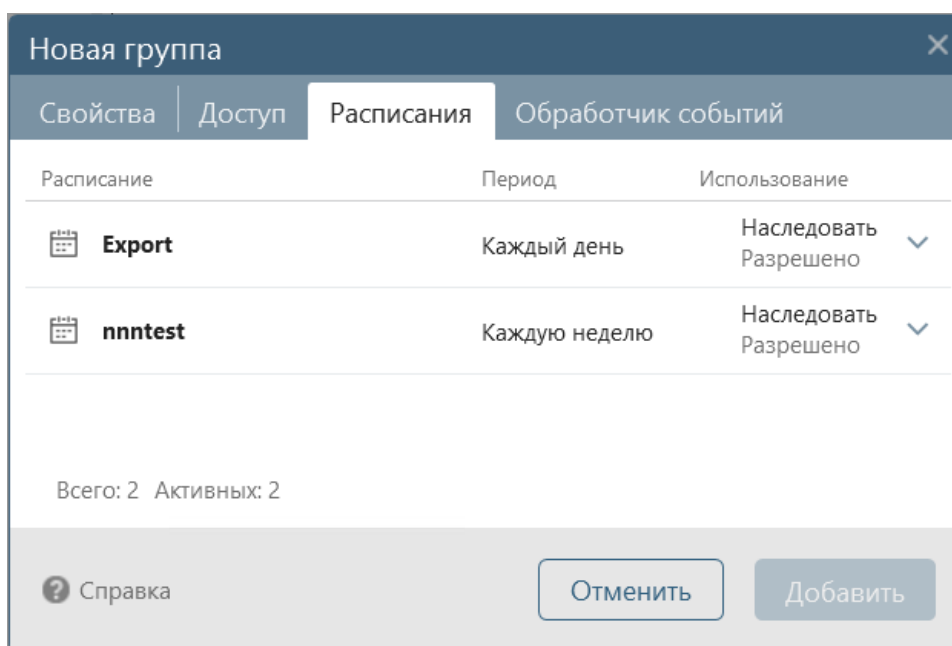 Новая группа
Свойства Доступ Расписания Обработчик событий
Расписание Период Использование
Export Каждый день Наследовать
Разрешено
nnntest Каждую неделю Наследовать
Разрешено
Всего: 2 Активных: 2
? Справка Отменить Добавить